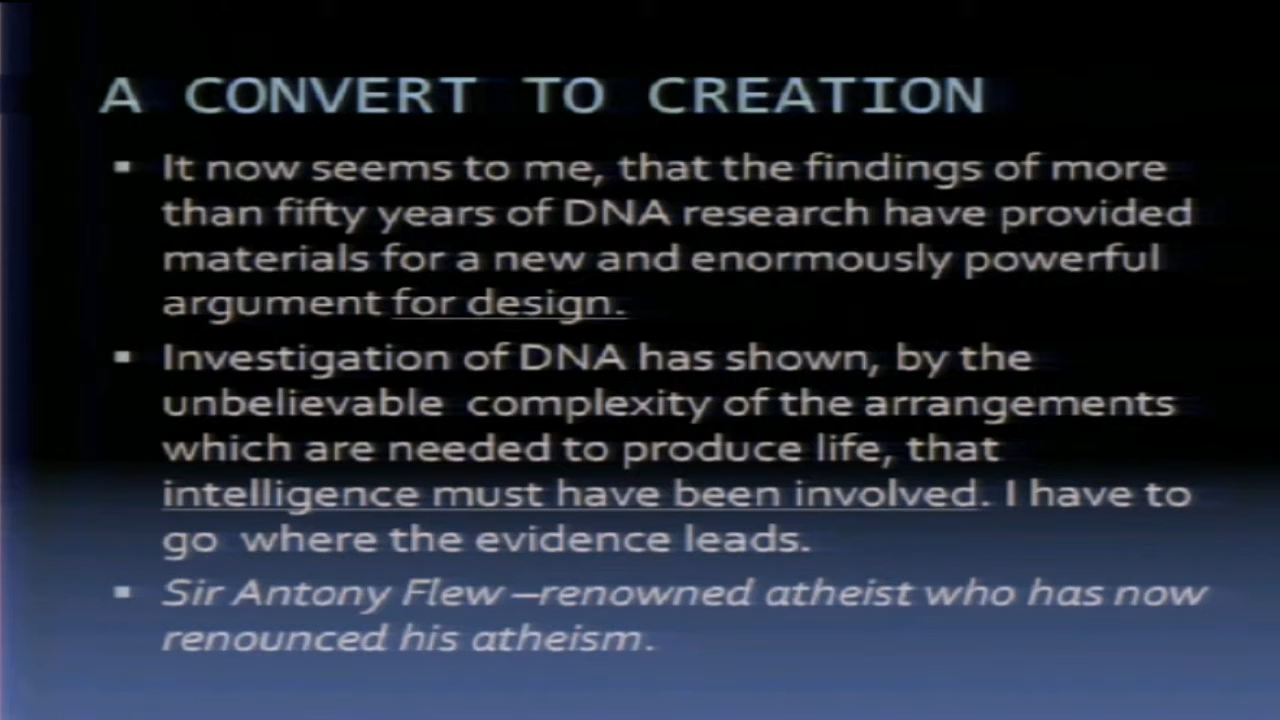 A CONVERT TO CREATION
▪ It now seems to me, that the findings of more
than fifty years of DNA research have provided
materials for a new and enormously powerful
argument for design.
▪ Investigation of DNA has shown, by the
unbelievable complexity of the arrangements
which are needed to produce life, that
intelligence must have been involved. I have to
go where the evidence leads.
▪ Sir Antony Flew –renowned atheist who has now
renounced his atheism.